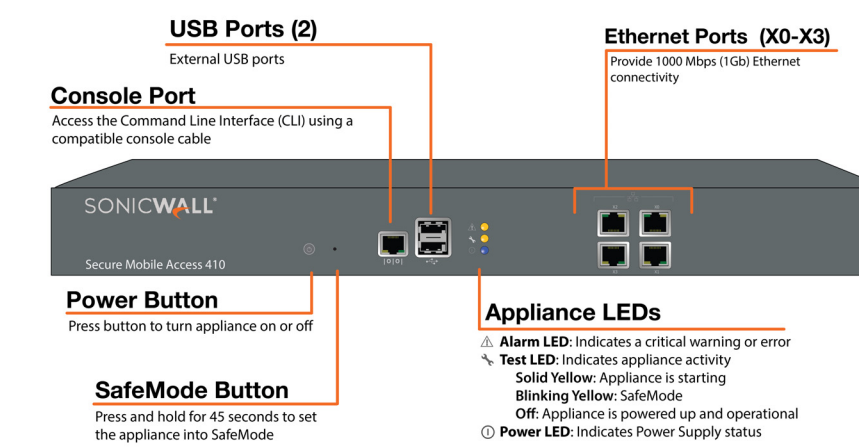 USB Ports (2)
External USB ports
Ethernet Ports (X0-X3)
Provide 1000 Mbps (1Gb) Ethernet
connectivity
Console Port
Access the Command Line Interface (CLI) using a
compatible console cable
SONICWALL
Secure Mobile Access 410
Power Button
Press button to turn appliance on or off
SafeMode Button
Press and hold for 45 seconds to set
the appliance into SafeMode
Appliance LEDs
Alarm LED: Indicates a critical warning or error
Test LED: Indicates appliance activity
Solid Yellow: Appliance is starting
Blinking Yellow: SafeMode
Off: Appliance is powered up and operational
Power LED: Indicates Power Supply status